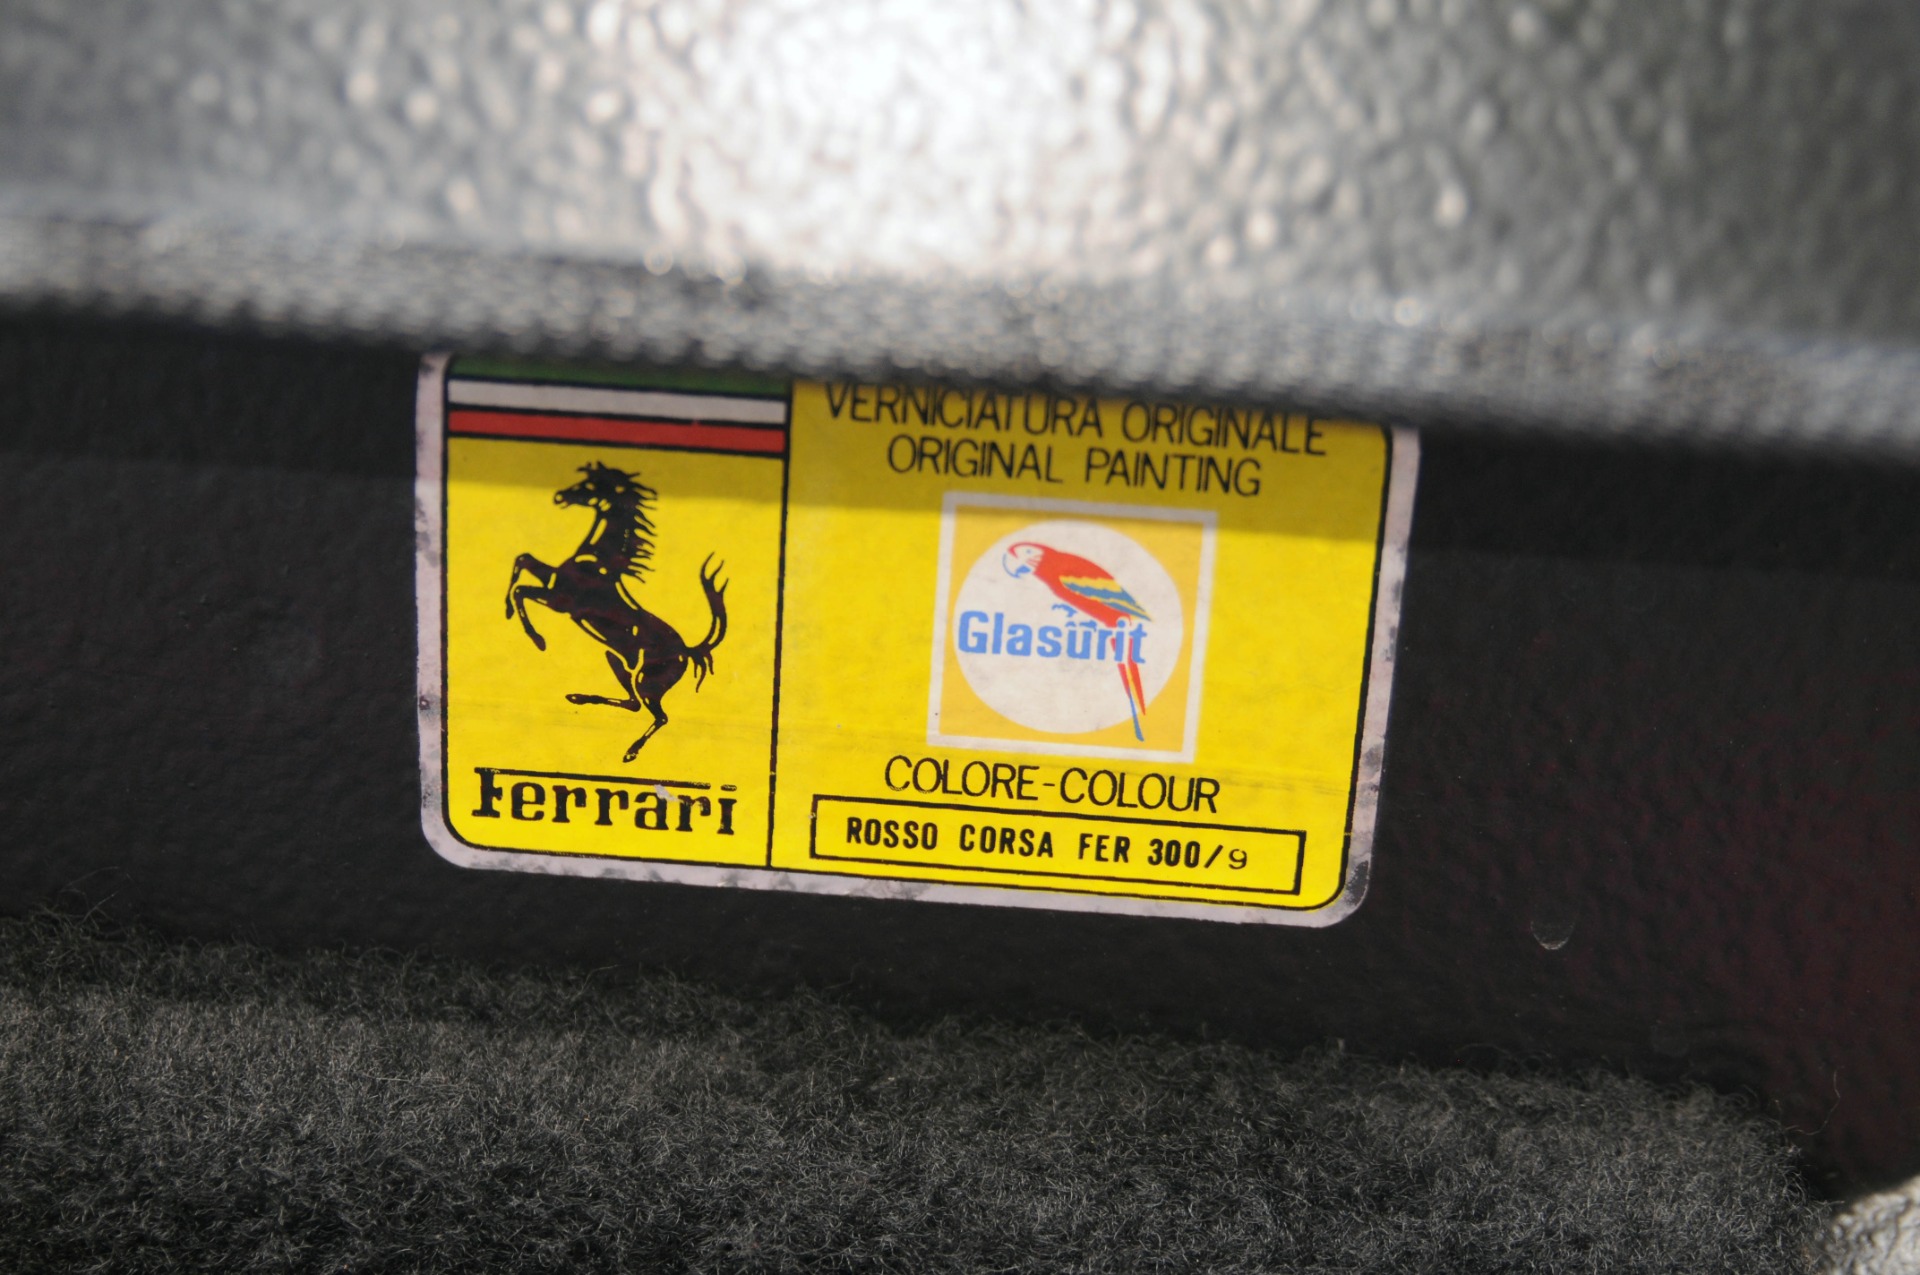 VERNICIATURA ORIGINALE
ORIGINAL PAINTING
Glasurit
COLORE-COLOUR
ROSSO CORSA FER 300/9
Ferrari